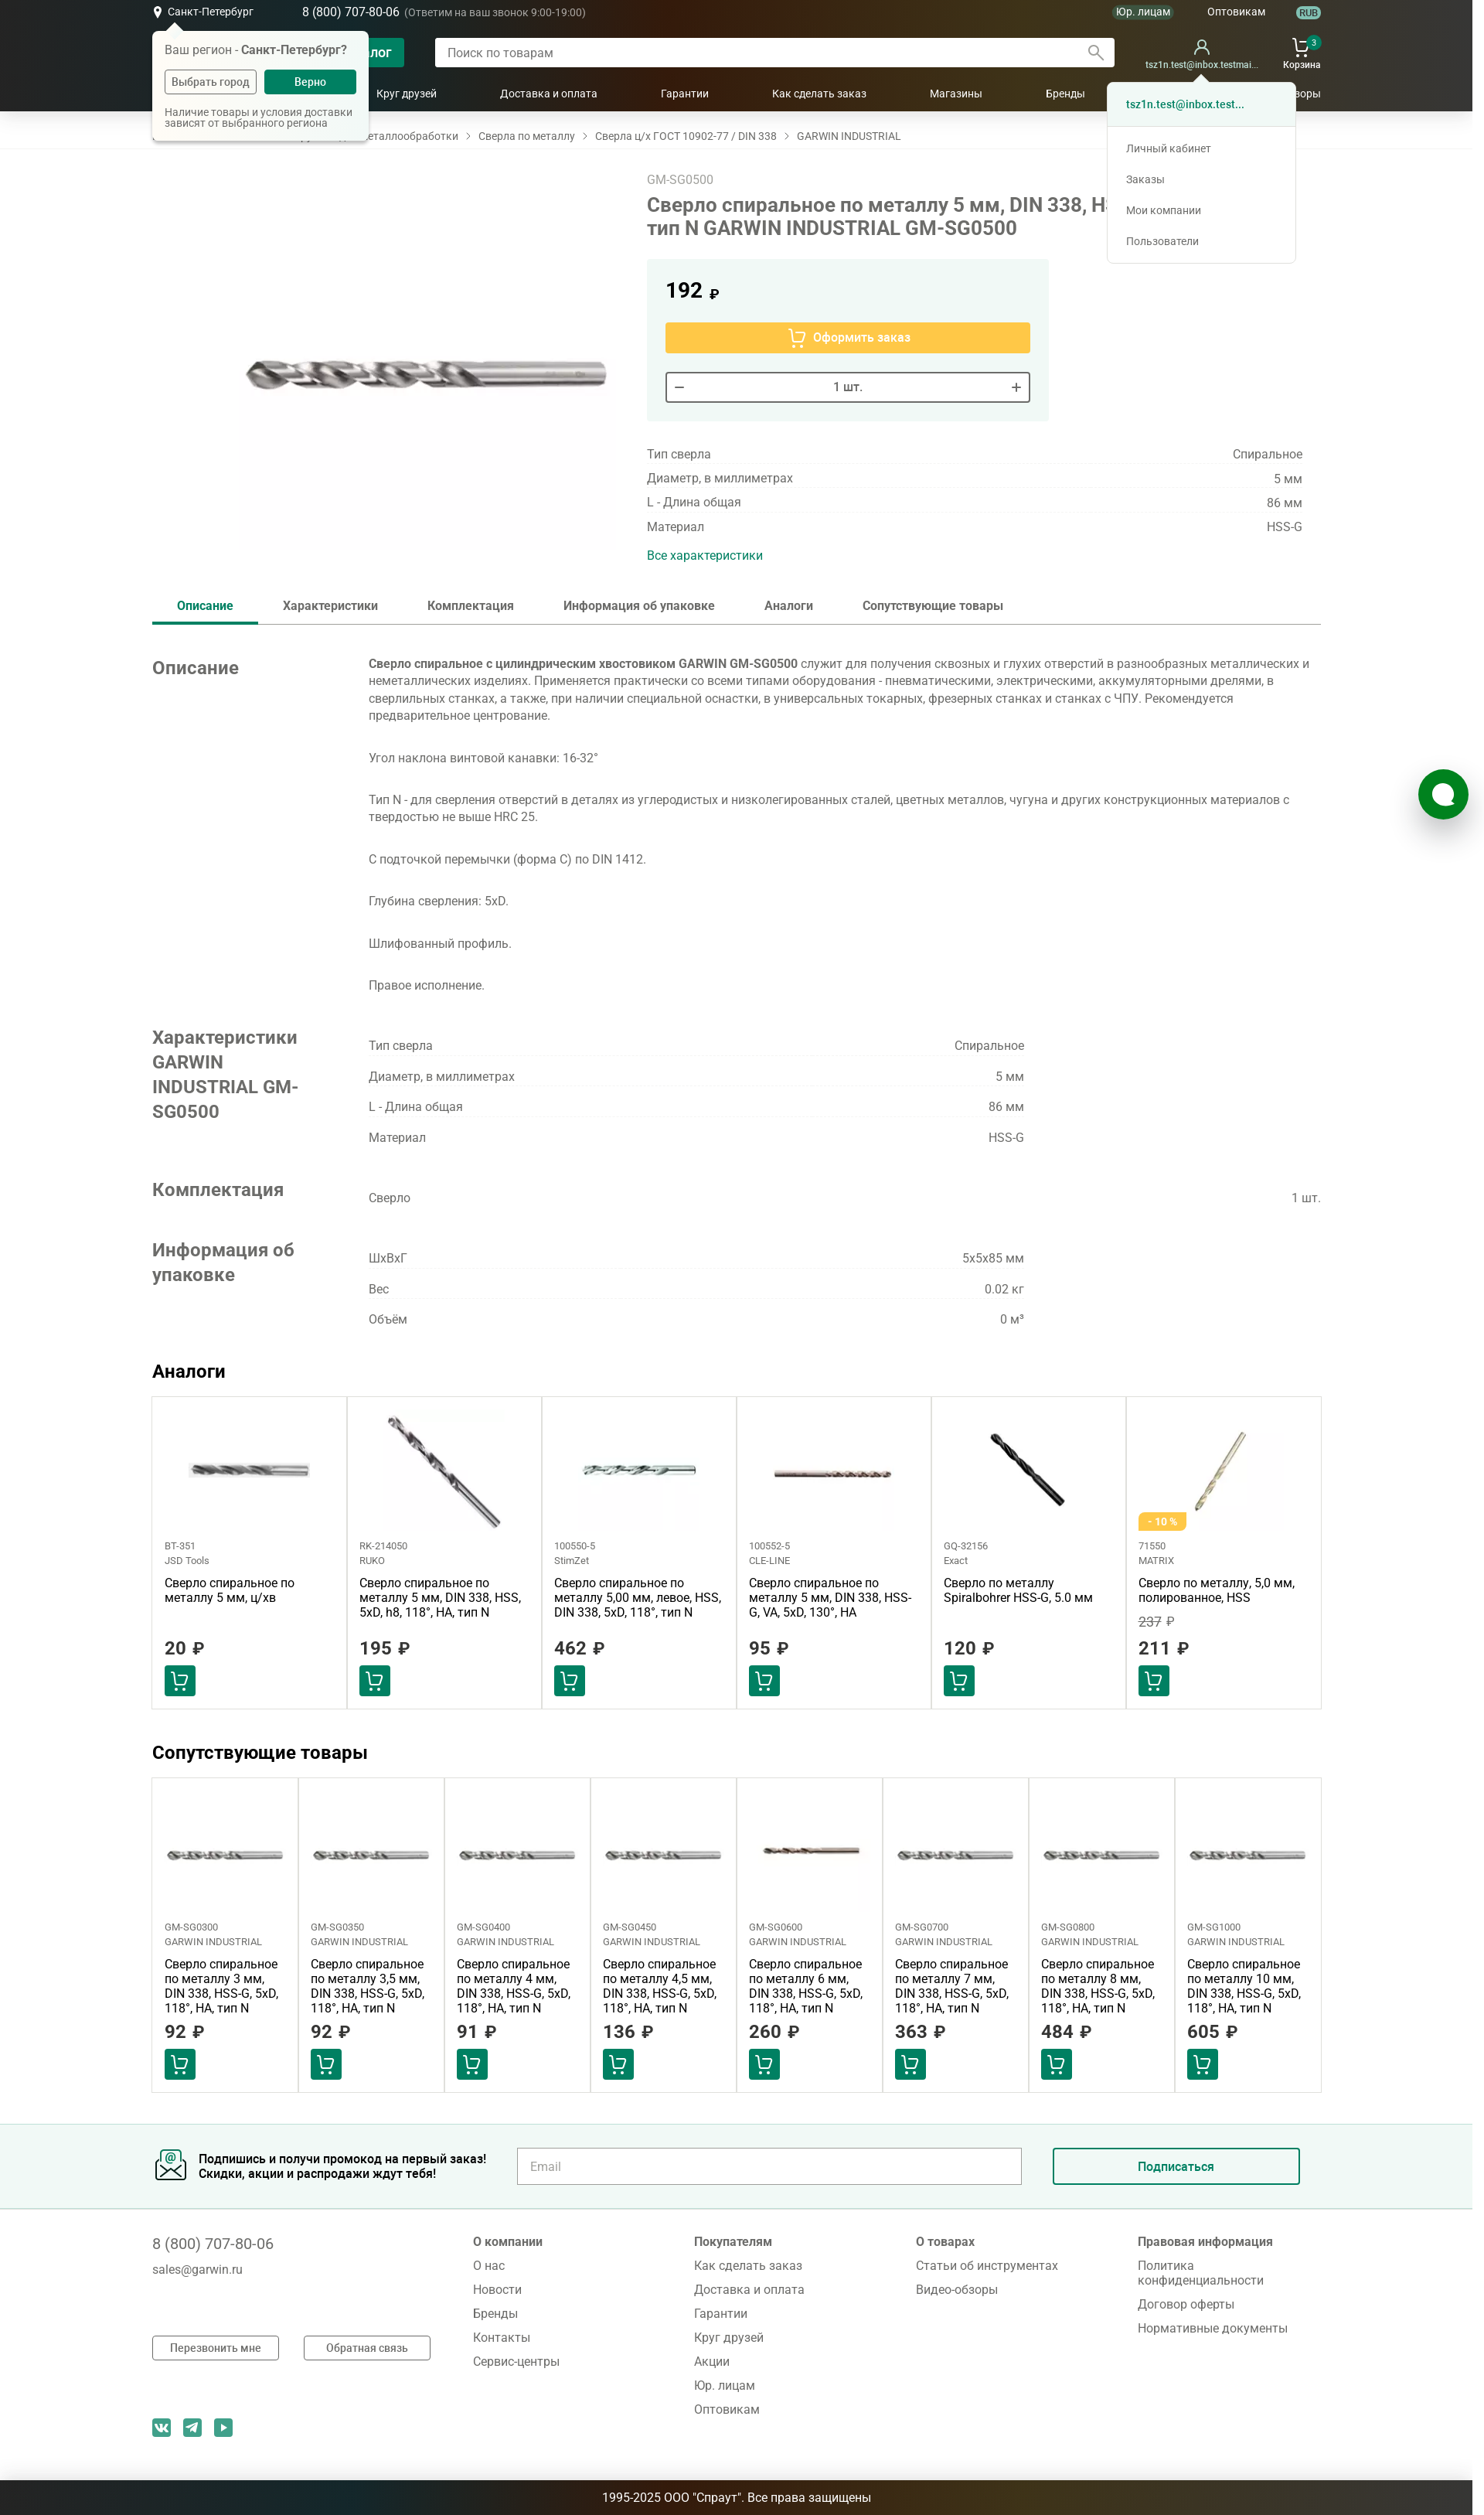 Санкт-Петербург
8 (800) 707-80-06 (Ответим на ваш звонок 9:00-19:00)
Юр. лицам
Оптовикам
RUB
Ваш регион - Санкт-Петербург?
Выбрать город
Верно
Наличие товары и условия доставки
зависят от выбранного региона
Поиск по товарам
tsz1n.test@inbox.testmai...
3
Корзина
Круг друзей
Доставка и оплата
Гарантии
Как сделать заказ
Магазины
Бренды
tsz1n.test@inbox.test...
Личный кабинет
Заказы
Мои компании
Пользователи
Сверла по металлу
Сверла ц/х ГОСТ 10902-77 / DIN 338
GARWIN INDUSTRIAL
GM-SG0500
Сверло спиральное по металлу 5 мм, DIN 338,
тип N GARWIN INDUSTRIAL GM-SG0500
192 ₽
Оформить заказ
1 шт.
Тип сверла Спиральное
Диаметр, в миллиметрах 5 мм
L - Длина общая 86 мм
Материал HSS-G
Все характеристики
Описание
Характеристики
Комплектация
Информация об упаковке
Аналоги
Сопутствующие товары
Описание
Сверло спиральное с цилиндрическим хвостовиком GARWIN GM-SG0500 служит для получения сквозных и глухих отверстий в разнообразных металлических и
неметаллических изделиях. Применяется практически со всеми типами оборудования - пневматическими, электрическими, аккумуляторными дрелями, в
сверлильных станках, а также, при наличии специальной оснастки, в универсальных токарных, фрезерных станках и станках с ЧПУ. Рекомендуется
предварительное центрование.
Угол наклона винтовой канавки: 16-32°
Тип N - для сверления отверстий в деталях из углеродистых и низколегированных сталей, цветных металлов, чугуна и других конструкционных материалов с
твердостью не выше HRC 25.
С подточкой перемычки (форма С) по DIN 1412.
Глубина сверления: 5xD.
Шлифованный профиль.
Правое исполнение.
Характеристики
GARWIN
INDUSTRIAL GM-
SG0500
Тип сверла Спиральное
Диаметр, в миллиметрах 5 мм
L - Длина общая 86 мм
Материал HSS-G
Комплектация
Сверло 1 шт.
Информация об
упаковке
ШхВхГ 5x5x85 мм
Вес 0.02 кг
Объём 0 м³
Аналоги
BT-351
JSD Tools
Сверло спиральное по
металлу 5 мм, ц/хв
20 ₽
RK-214050
RUKO
Сверло спиральное по
металлу 5 мм, DIN 338, HSS,
5xD, h8, 118°, HA, тип N
195 ₽
100550-5
StimZet
Сверло спиральное по
металлу 5,00 мм, левое, HSS,
DIN 338, 5xD, 118°, тип N
462 ₽
100552-5
CLE-LINE
Сверло спиральное по
металлу 5 мм, DIN 338, HSS-
G, VA, 5xD, 130°, HA
95 ₽
GQ-32156
Exact
Сверло по металлу
Spiralbohrer HSS-G, 5.0 мм
120 ₽
- 10 %
71550
MATRIX
Сверло по металлу, 5,0 мм,
полированное, HSS
237 ₽
211 ₽
Сопутствующие товары
GM-SG0300
GARWIN INDUSTRIAL
Сверло спиральное
по металлу 3 мм,
DIN 338, HSS-G, 5xD,
118°, HA, тип N
92 ₽
GM-SG0350
GARWIN INDUSTRIAL
Сверло спиральное
по металлу 3,5 мм,
DIN 338, HSS-G, 5xD,
118°, HA, тип N
92 ₽
GM-SG0400
GARWIN INDUSTRIAL
Сверло спиральное
по металлу 4 мм,
DIN 338, HSS-G, 5xD,
118°, HA, тип N
91 ₽
GM-SG0450
GARWIN INDUSTRIAL
Сверло спиральное
по металлу 4,5 мм,
DIN 338, HSS-G, 5xD,
118°, HA, тип N
136 ₽
GM-SG0600
GARWIN INDUSTRIAL
Сверло спиральное
по металлу 6 мм,
DIN 338, HSS-G, 5xD,
118°, HA, тип N
260 ₽
GM-SG0700
GARWIN INDUSTRIAL
Сверло спиральное
по металлу 7 мм,
DIN 338, HSS-G, 5xD,
118°, HA, тип N
363 ₽
GM-SG0800
GARWIN INDUSTRIAL
Сверло спиральное
по металлу 8 мм,
DIN 338, HSS-G, 5xD,
118°, HA, тип N
484 ₽
GM-SG1000
GARWIN INDUSTRIAL
Сверло спиральное
по металлу 10 мм,
DIN 338, HSS-G, 5xD,
118°, HA, тип N
605 ₽
Подпишись и получи промокод на первый заказ!
Скидки, акции и распродажи ждут тебя!
Email
Подписаться
8 (800) 707-80-06
sales@garwin.ru
Перезвонить мне
Обратная связь
О компании
О нас
Новости
Бренды
Контакты
Сервис-центры
Покупателям
Как сделать заказ
Доставка и оплата
Гарантии
Круг друзей
Акции
Юр. лицам
Оптовикам
О товарах
Статьи об инструментах
Видео-обзоры
Правовая информация
Политика
конфиденциальности
Договор оферты
Нормативные документы
1995-2025 ООО "Спраут". Все права защищены